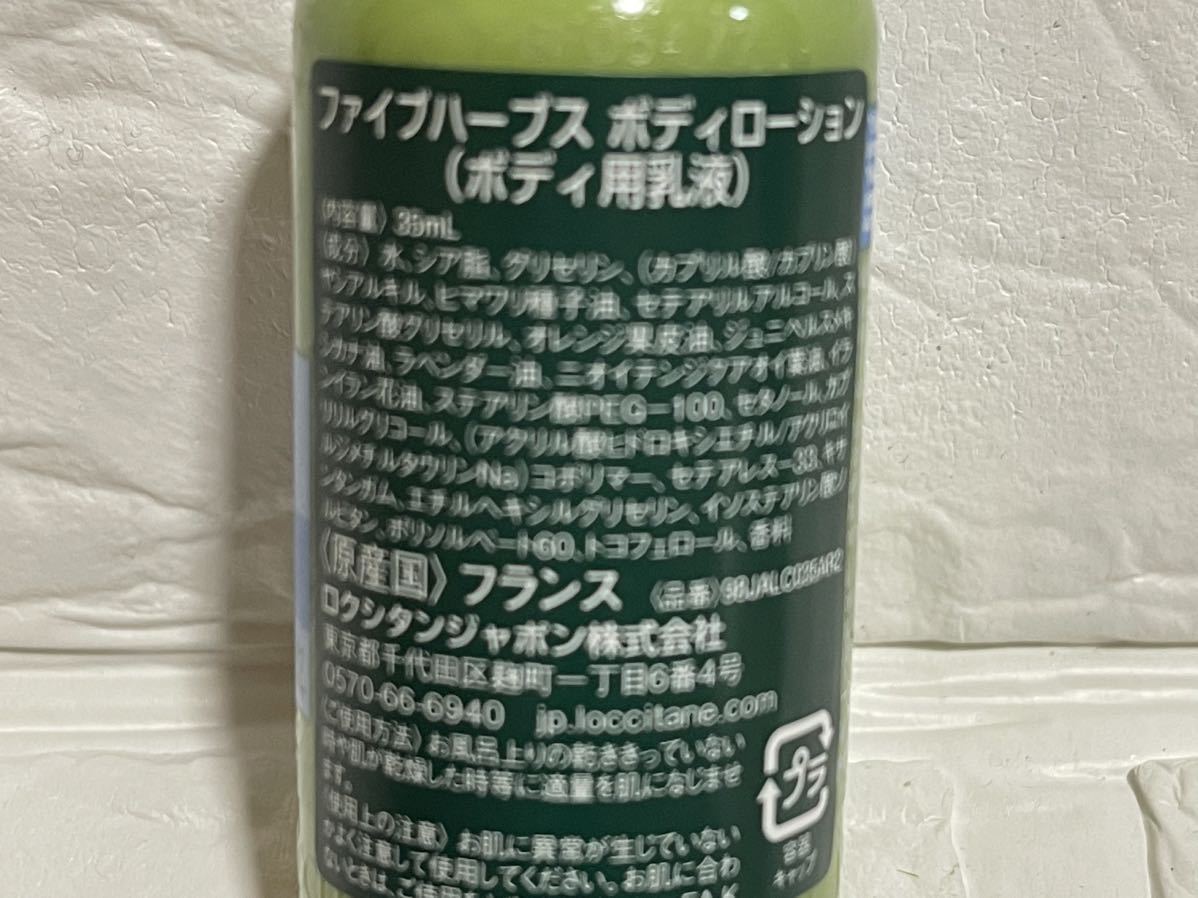 ファイブハーブス ボディローション
(ボディ用乳液)
〈内容量〉 35mL
〈成分〉 水、シア脂、グリセリン、(カプリル酸/カプリン酸)
ヤシアルキル、ヒマワリ種子油、セテアリルアルコール、ス
テアリン酸グリセリル、オレンジ果皮油、ジュニペルスメキ
シカナ油、ラベンダー油、ニオイテンジクアオイ葉油、イラ
ンイラン花油、ステアリン酸PEG-100、セタノール、カプ
リリルグリコール、(アクリル酸ヒドロキシエチル/アクリロイ
ルジメチルタウリンNa)コポリマー、セテアレス-33、キサ
ンタンガム、エチルヘキシルグリセリン、イソステアリン酸ソ
ルビタン、ポリソルベート60、トコフェロール、香料
〈原産国〉 フランス 〈品番〉
ロクシタンジャポン株式会社
東京都千代田区麹町一丁目6番4号
0570-66-6940 jp.loccitane.com
〈ご使用方法〉 お風呂上りの乾ききっていない
時や肌が乾燥した時等に適量を肌になじませ
ます。
〈使用上の注意〉 お肌に異常が生じていない
かよく注意して使用してください。お肌に合わ
ないときは、ご使用を
プラ
容器
キャップ